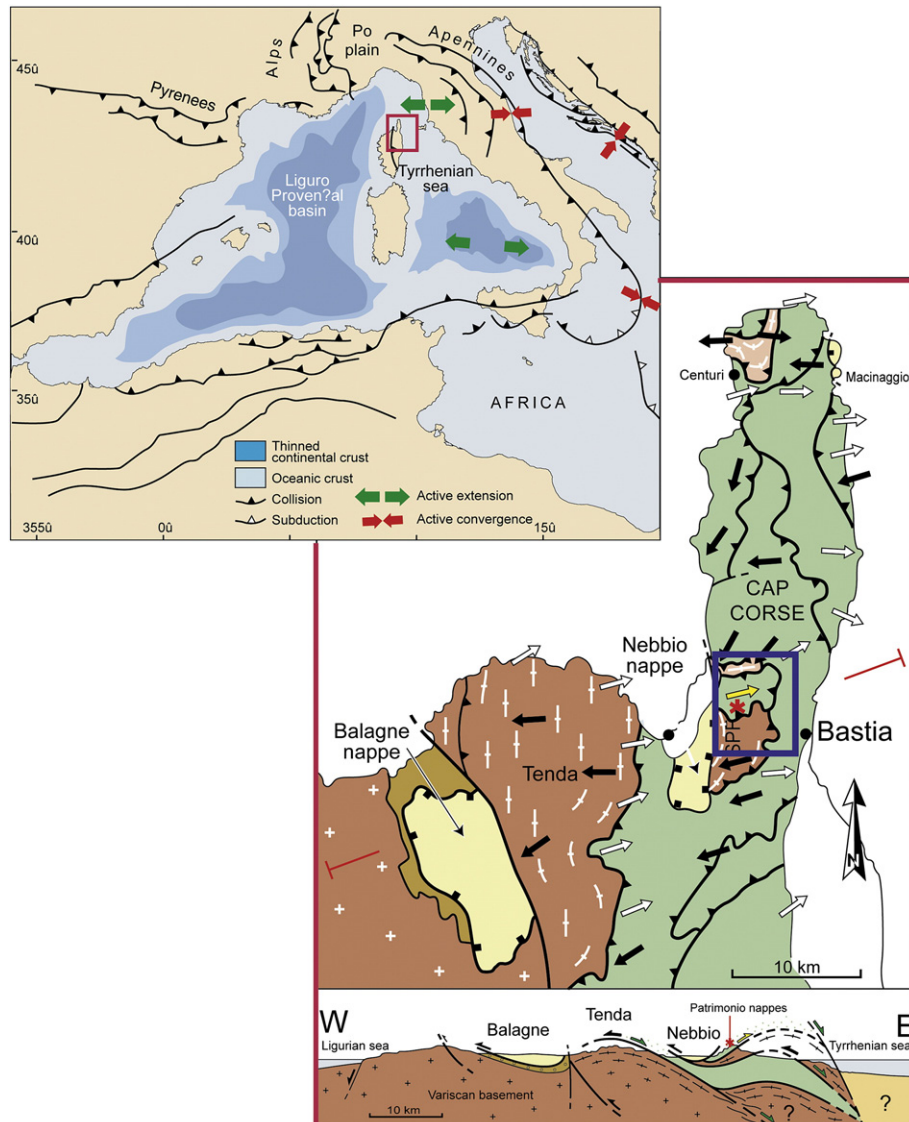 45û
40û
35û
3550û
0û
15û
Alps
Po
plain
Apennines
Pyrenees
Liguro
Proven?al
basin
Tyrrhenian
sea
AFRICA
Thinned
continental crust
Oceanic crust
Collision
Subduction
Active extension
Active convergence
Centuri
Macinaggio
CAP
CORSE
Nebbio
nappe
Balagne
nappe
Tenda
Bastia
N
10 km
W
E
Ligurian sea
Balagne
Tenda
Nebbio
Patrimonio nappes
Tyrrhenian sea
Variscan basement
10 km
?
?